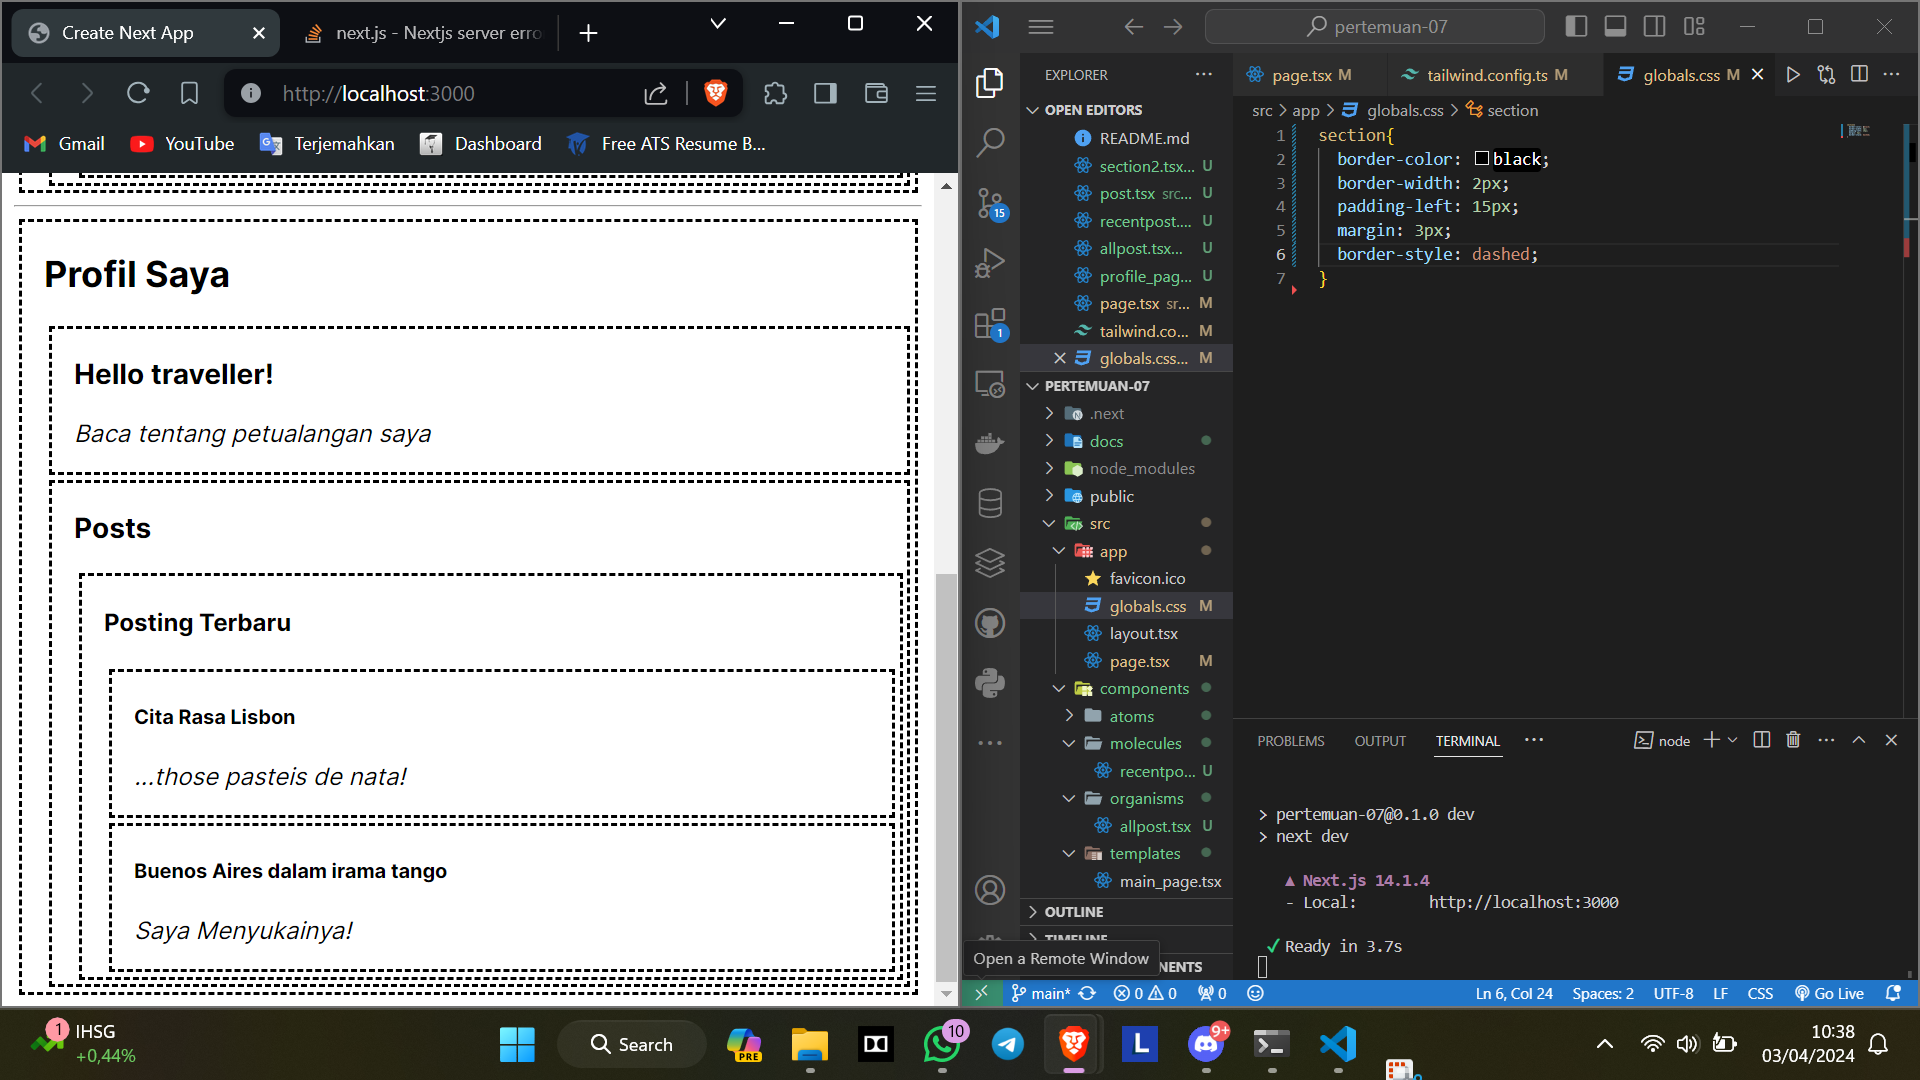 Create Next App
next.js - Nextjs server erro
http://localhost:3000
Gmail
YouTube
Terjemahkan
Dashboard
Free ATS Resume B...
Profil Saya
Hello traveller!
Baca tentang petualangan saya
Posts
Posting Terbaru
Cita Rasa Lisbon
...those pasteis de nata!
Buenos Aires dalam irama tango
Saya Menyukainya!
pertemuan-07
EXPLORER
OPEN EDITORS
README.md
section2.tsx... U
post.tsx src... U
recentpost.... U
allpost.tsx... U
profile_pag... U
page.tsx sr... M
tailwind.co... M
globals.css... M
PERTEMUAN-07
.next
docs
node_modules
public
src
app
favicon.ico
globals.css M
layout.tsx
page.tsx M
components
atoms
molecules
recentpo... U
organisms
allpost.tsx U
templates
main_page.tsx
OUTLINE
TIMELINE
NENTS
Open a Remote Window
15
1
page.tsx M
tailwind.config.ts M
globals.css M
src > app > globals.css > section
1 section{
2 border-color: black;
3 border-width: 2px;
4 padding-left: 15px;
5 margin: 3px;
6 border-style: dashed;
7 }
PROBLEMS
OUTPUT
TERMINAL
node
> pertemuan-07@0.1.0 dev
> next dev
▲ Next.js 14.1.4
- Local: http://localhost:3000
✓ Ready in 3.7s
main*
0
0
0
Ln 6, Col 24
Spaces: 2
UTF-8
LF
CSS
Go Live
1
IHSG
+0,44%
Search
PRE
10
L
9+
10:38
03/04/2024